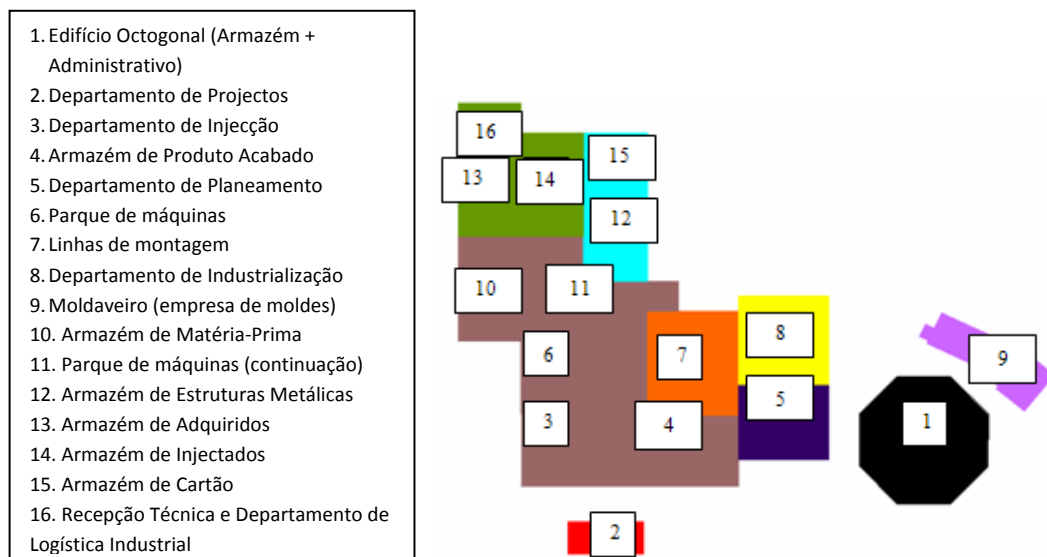 1. Edifício Octogonal (Armazém +
Administrativo)
2. Departamento de Projectos
3. Departamento de Injecção
4. Armazém de Produto Acabado
5. Departamento de Planeamento
6. Parque de máquinas
7. Linhas de montagem
8. Departamento de Industrialização
9. Moldaveiro (empresa de moldes)
10. Armazém de Matéria-Prima
11. Parque de máquinas (continuação)
12. Armazém de Estruturas Metálicas
13. Armazém de Adquiridos
14. Armazém de Injectados
15. Armazém de Cartão
16. Recepção Técnica e Departamento de
Logística Industrial
16
15
13
14
12
10
11
8
6
7
9
5
3
4
1
2